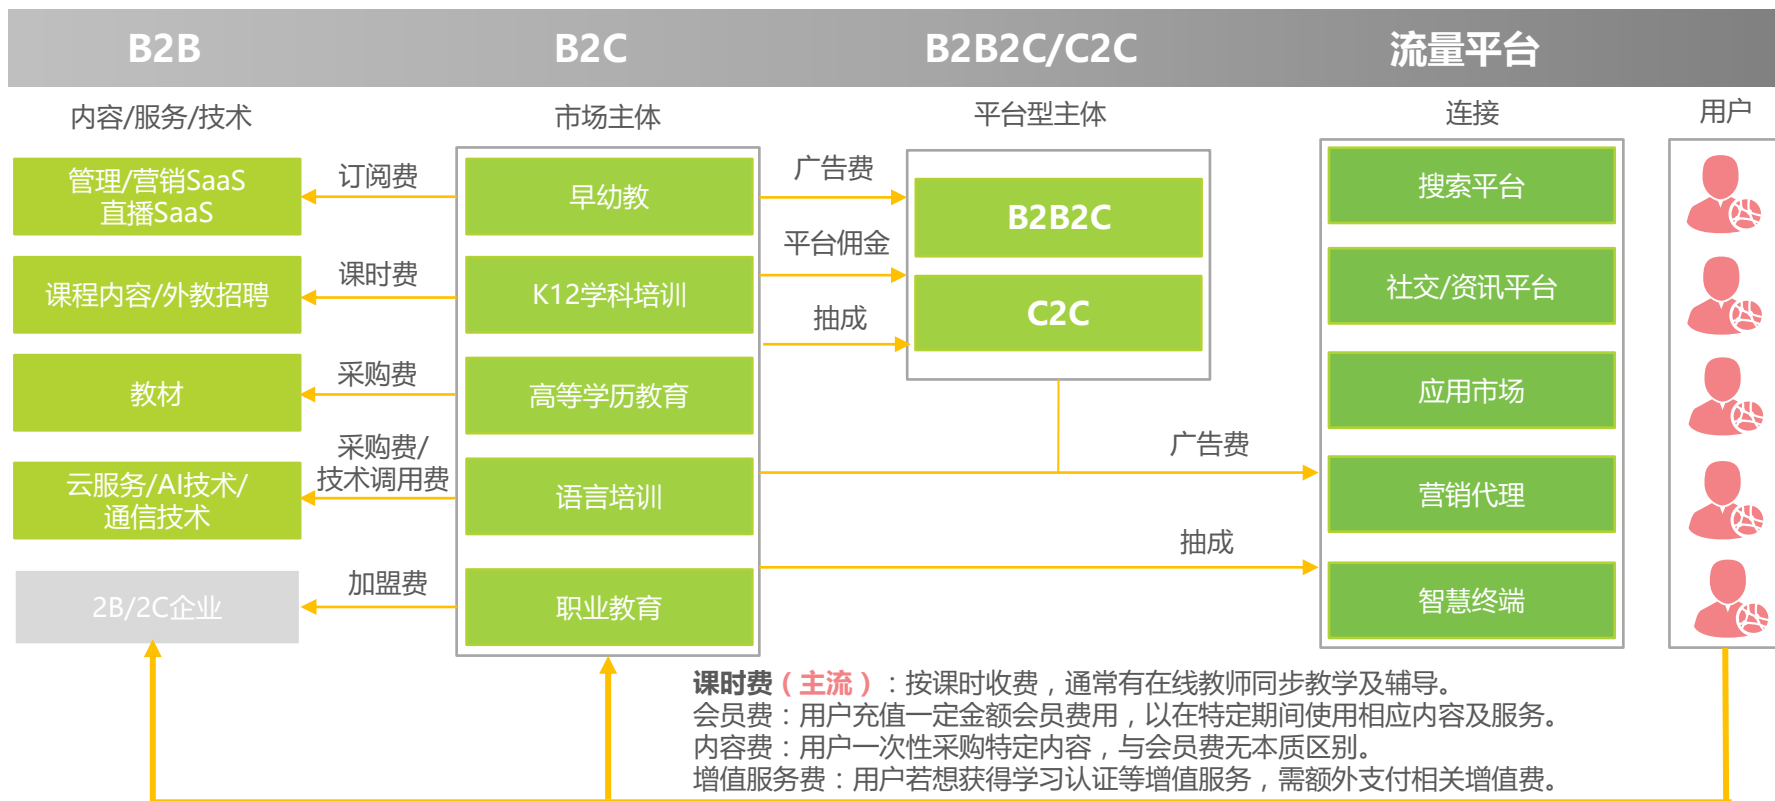 B2B
B2C
B2B2C/C2C
流量平台
内容/服务/技术
市场主体
平台型主体
连接
用户
管理/营销SaaS
直播SaaS
订阅费
早幼教
广告费
B2B2C
搜索平台
平台佣金
课程内容/外教招聘
课时费
K12学科培训
抽成
C2C
社交/资讯平台
教材
采购费
高等学历教育
应用市场
采购费/
技术调用费
云服务/AI技术/
通信技术
语言培训
广告费
营销代理
抽成
2B/2C企业
加盟费
职业教育
智慧终端
课时费（主流）：按课时收费，通常有在线教师同步教学及辅导。
会员费：用户充值一定金额会员费用，以在特定期间使用相应内容及服务。
内容费：用户一次性采购特定内容，与会员费无本质区别。
增值服务费：用户若想获得学习认证等增值服务，需额外支付相关增值费。